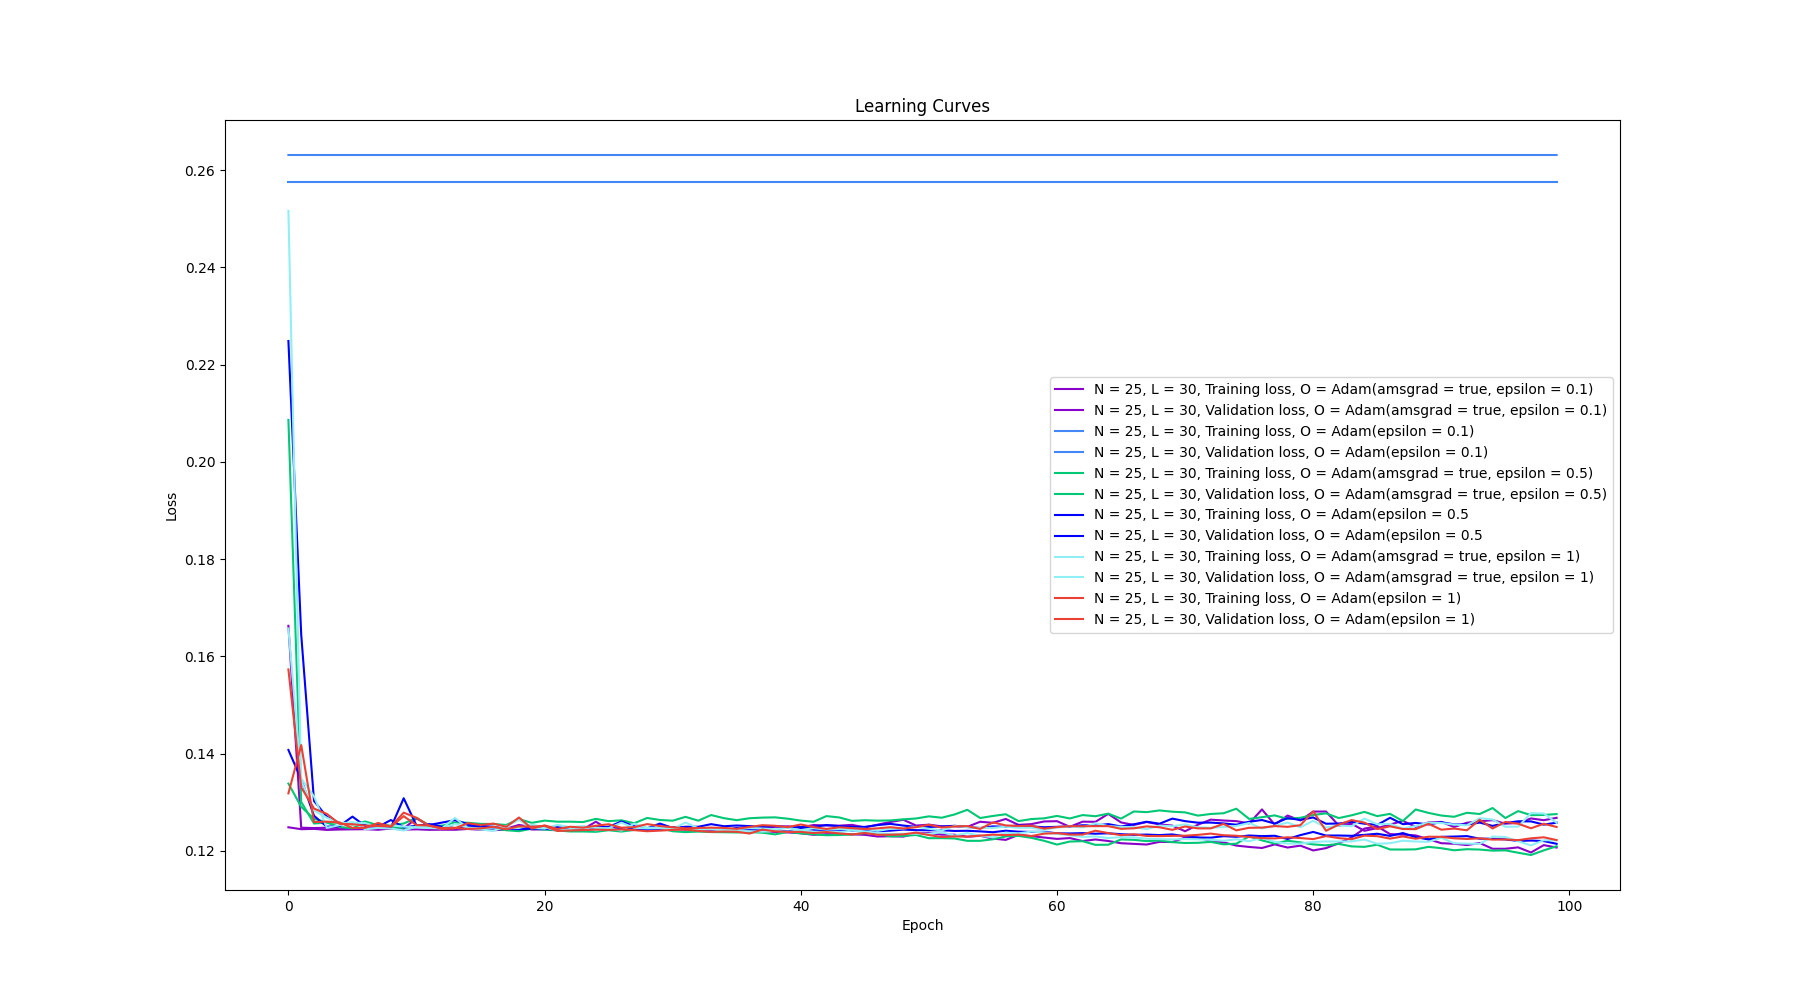 Learning Curves
0.26
0.24
0.22
0.20
0.18
0.16
0.14
0.12
Loss
N = 25, L = 30, Training loss, O = Adam(amsgrad = true, epsilon = 0.1)
N = 25, L = 30, Validation loss, O = Adam(amsgrad = true, epsilon = 0.1)
N = 25, L = 30, Training loss, O = Adam(epsilon = 0.1)
N = 25, L = 30, Validation loss, O = Adam(epsilon = 0.1)
N = 25, L = 30, Training loss, O = Adam(amsgrad = true, epsilon = 0.5)
N = 25, L = 30, Validation loss, O = Adam(amsgrad = true, epsilon = 0.5)
N = 25, L = 30, Training loss, O = Adam(epsilon = 0.5
N = 25, L = 30, Validation loss, O = Adam(epsilon = 0.5
N = 25, L = 30, Training loss, O = Adam(amsgrad = true, epsilon = 1)
N = 25, L = 30, Validation loss, O = Adam(amsgrad = true, epsilon = 1)
N = 25, L = 30, Training loss, O = Adam(epsilon = 1)
N = 25, L = 30, Validation loss, O = Adam(epsilon = 1)
0 20 40 60 80 100
Epoch